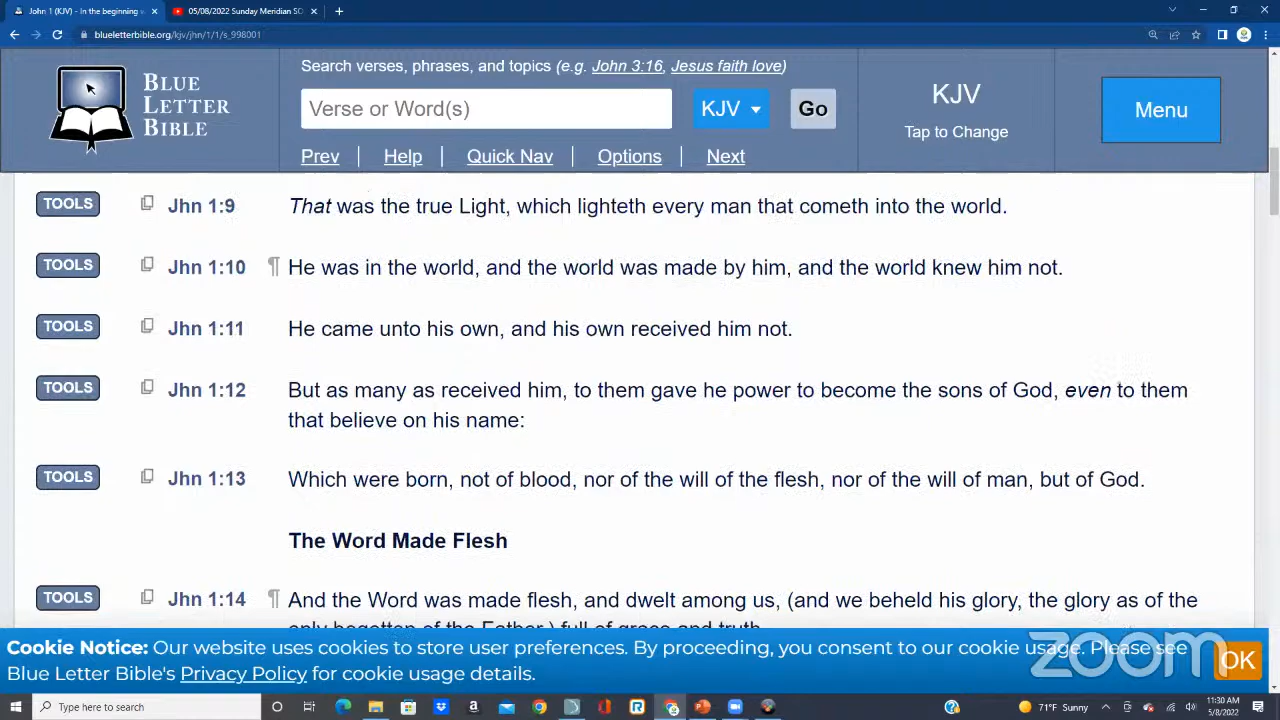 John 1 (KJV) - In the beginning
05/08/2022 Sunday Meridian SD
blueletterbible.org/kjv/jhn/1/1/s_998001
BLUE LETTER BIBLE
Search verses, phrases, and topics (e.g. John 3:16, Jesus faith love)
Verse or Word(s)
KJV
Go
Prev | Help | Quick Nav | Options | Next
KJV
Tap to Change
Menu
TOOLS Jhn 1:9 That was the true Light, which lighteth every man that cometh into the world.
TOOLS Jhn 1:10 ¶ He was in the world, and the world was made by him, and the world knew him not.
TOOLS Jhn 1:11 He came unto his own, and his own received him not.
TOOLS Jhn 1:12 But as many as received him, to them gave he power to become the sons of God, even to them
that believe on his name:
TOOLS Jhn 1:13 Which were born, not of blood, nor of the will of the flesh, nor of the will of man, but of God.
The Word Made Flesh
TOOLS Jhn 1:14 ¶ And the Word was made flesh, and dwelt among us, (and we beheld his glory, the glory as of the
only begotten of the Father,) full of grace and truth
Cookie Notice: Our website uses cookies to store user preferences. By proceeding, you consent to our cookie usage. Please see
Blue Letter Bible's Privacy Policy for cookie usage details.
OK
zoom
Type here to search
71°F Sunny
11:30 AM
5/8/2022